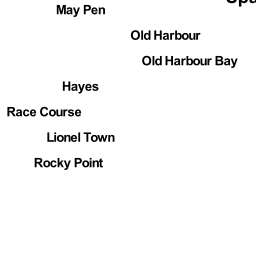 May Pen
Old Harbour
Old Harbour Bay
Hayes
Race Course
Lionel Town
Rocky Point